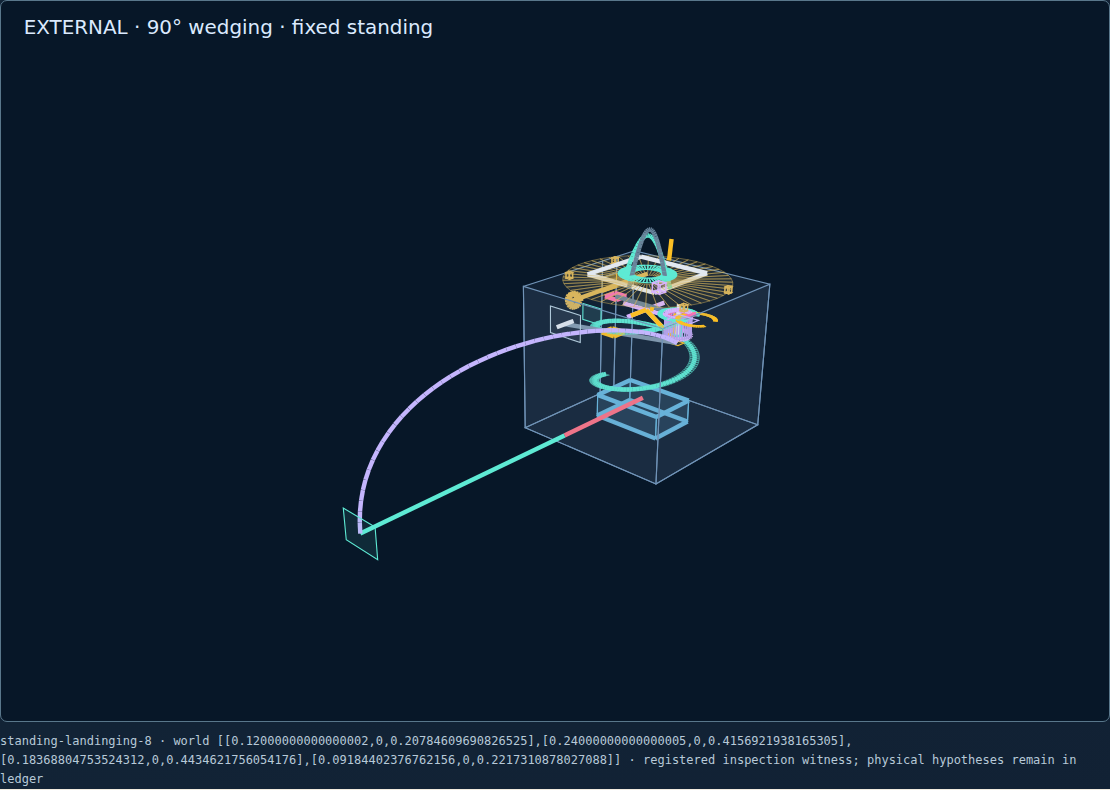 EXTERNAL · 90° wedging · fixed standing
standing-landinging-8 · world [[0.12000000000000002,0,0.20784609690826525],[0.24000000000000005,0,0.4156921938165305],
[0.18368804753524312,0,0.4434621756054176],[0.09184402376762156,0,0.2217310878027088]] · registered inspection witness; physical hypotheses remain in
ledger